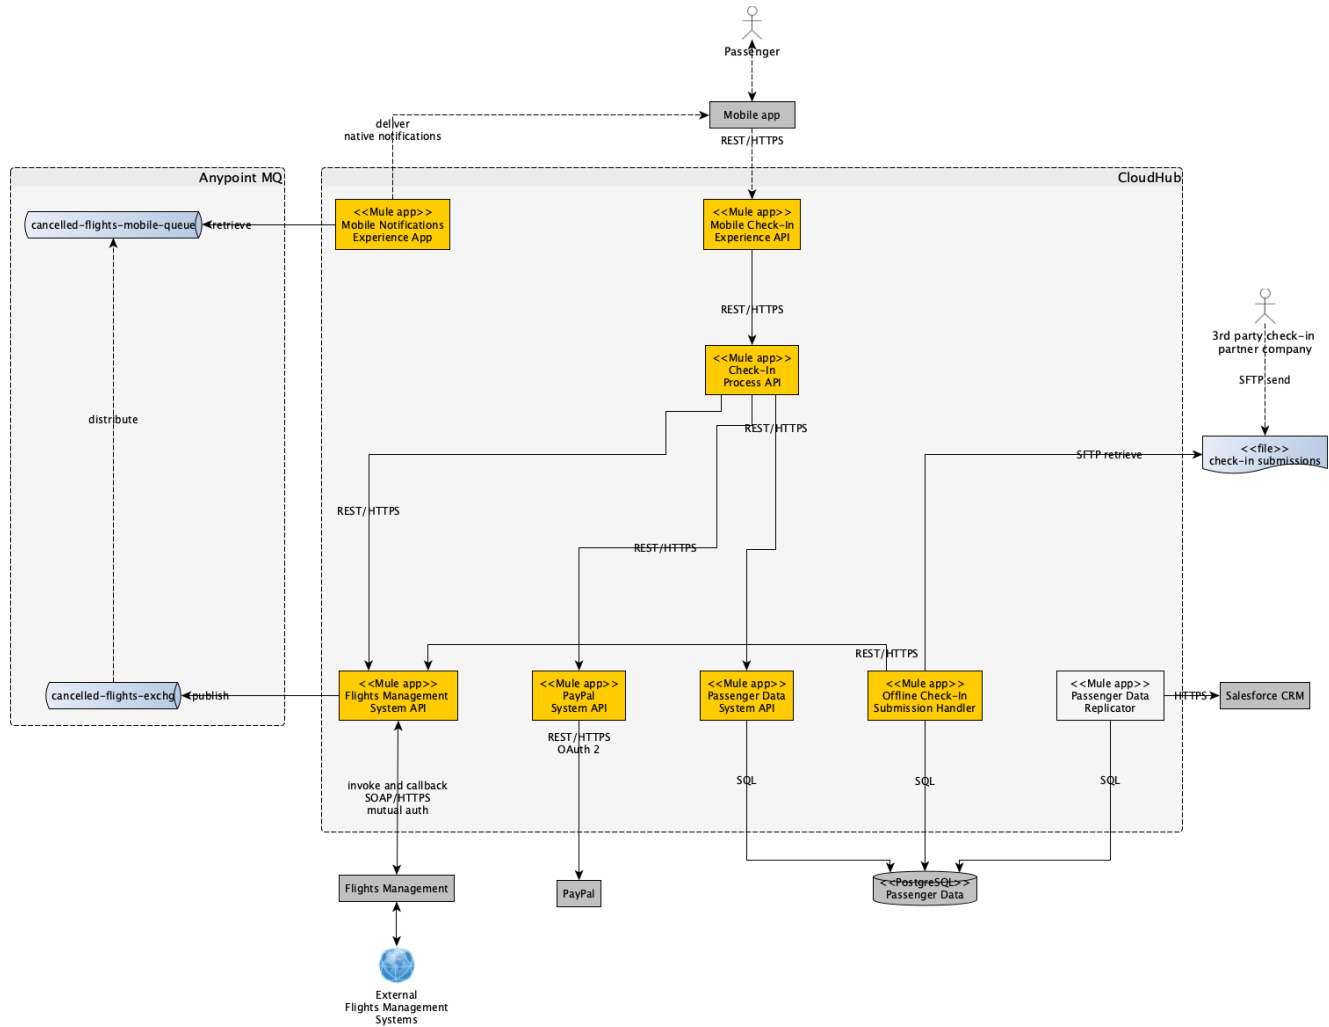 Passenger
Mobile app
deliver
native notifications
REST/HTTPS
Anypoint MQ
CloudHub
cancelled-flights-mobile-queue
retrieve
<<Mule app>>
Mobile Notifications
Experience App
<<Mule app>>
Mobile Check-In
Experience API
REST/HTTPS
3rd party check-in
partner company
<<Mule app>>
Check-In
Process API
SFTP send
distribute
REST/HTTPS
SFTP retrieve
<<file>>
check-in submissions
REST/HTTPS
REST/HTTPS
REST/HTTPS
cancelled-flights-exchg
publish
<<Mule app>>
Flights Management
System API
<<Mule app>>
PayPal
System API
<<Mule app>>
Passenger Data
System API
<<Mule app>>
Offline Check-In
Submission Handler
<<Mule app>>
Passenger Data
Replicator
HTTPS
Salesforce CRM
REST/HTTPS
OAuth 2
invoke and callback
SOAP/HTTPS
mutual auth
SQL
SQL
SQL
Flights Management
PayPal
<<PostgreSQL>>
Passenger Data
External
Flights Management
Systems